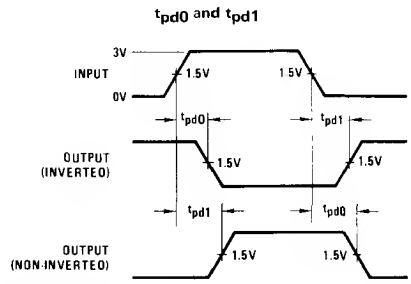 tpd0 and tpd1
3V
INPUT
1.5V
1.5V
0V
tpd0
tpd1
OUTPUT
(INVERTEO)
1.5V
1.5V
tpd1
tpd0
OUTPUT
(NON-INVERTEO)
1.5V
1.5V